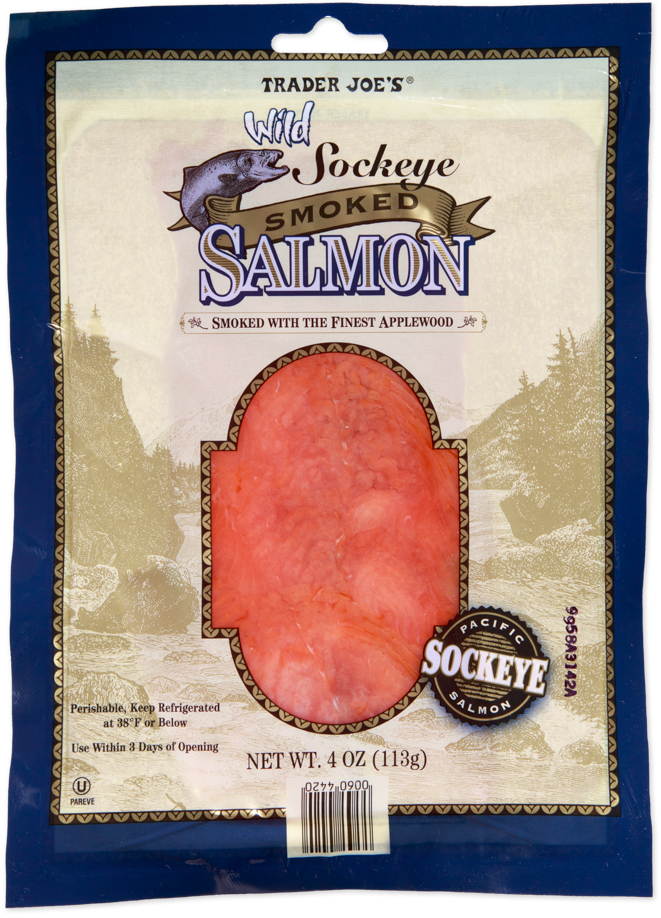 TRADER JOE'S®
Wild
Sockeye
SMOKED
SALMON
SMOKED WITH THE FINEST APPLEWOOD
PACIFIC
SOCKEYE
SALMON
9958A3142A
Perishable, Keep Refrigerated
at 38°F or Below
Use Within 3 Days of Opening
NET WT. 4 OZ (113g)
U
PAREVE
0060 4420